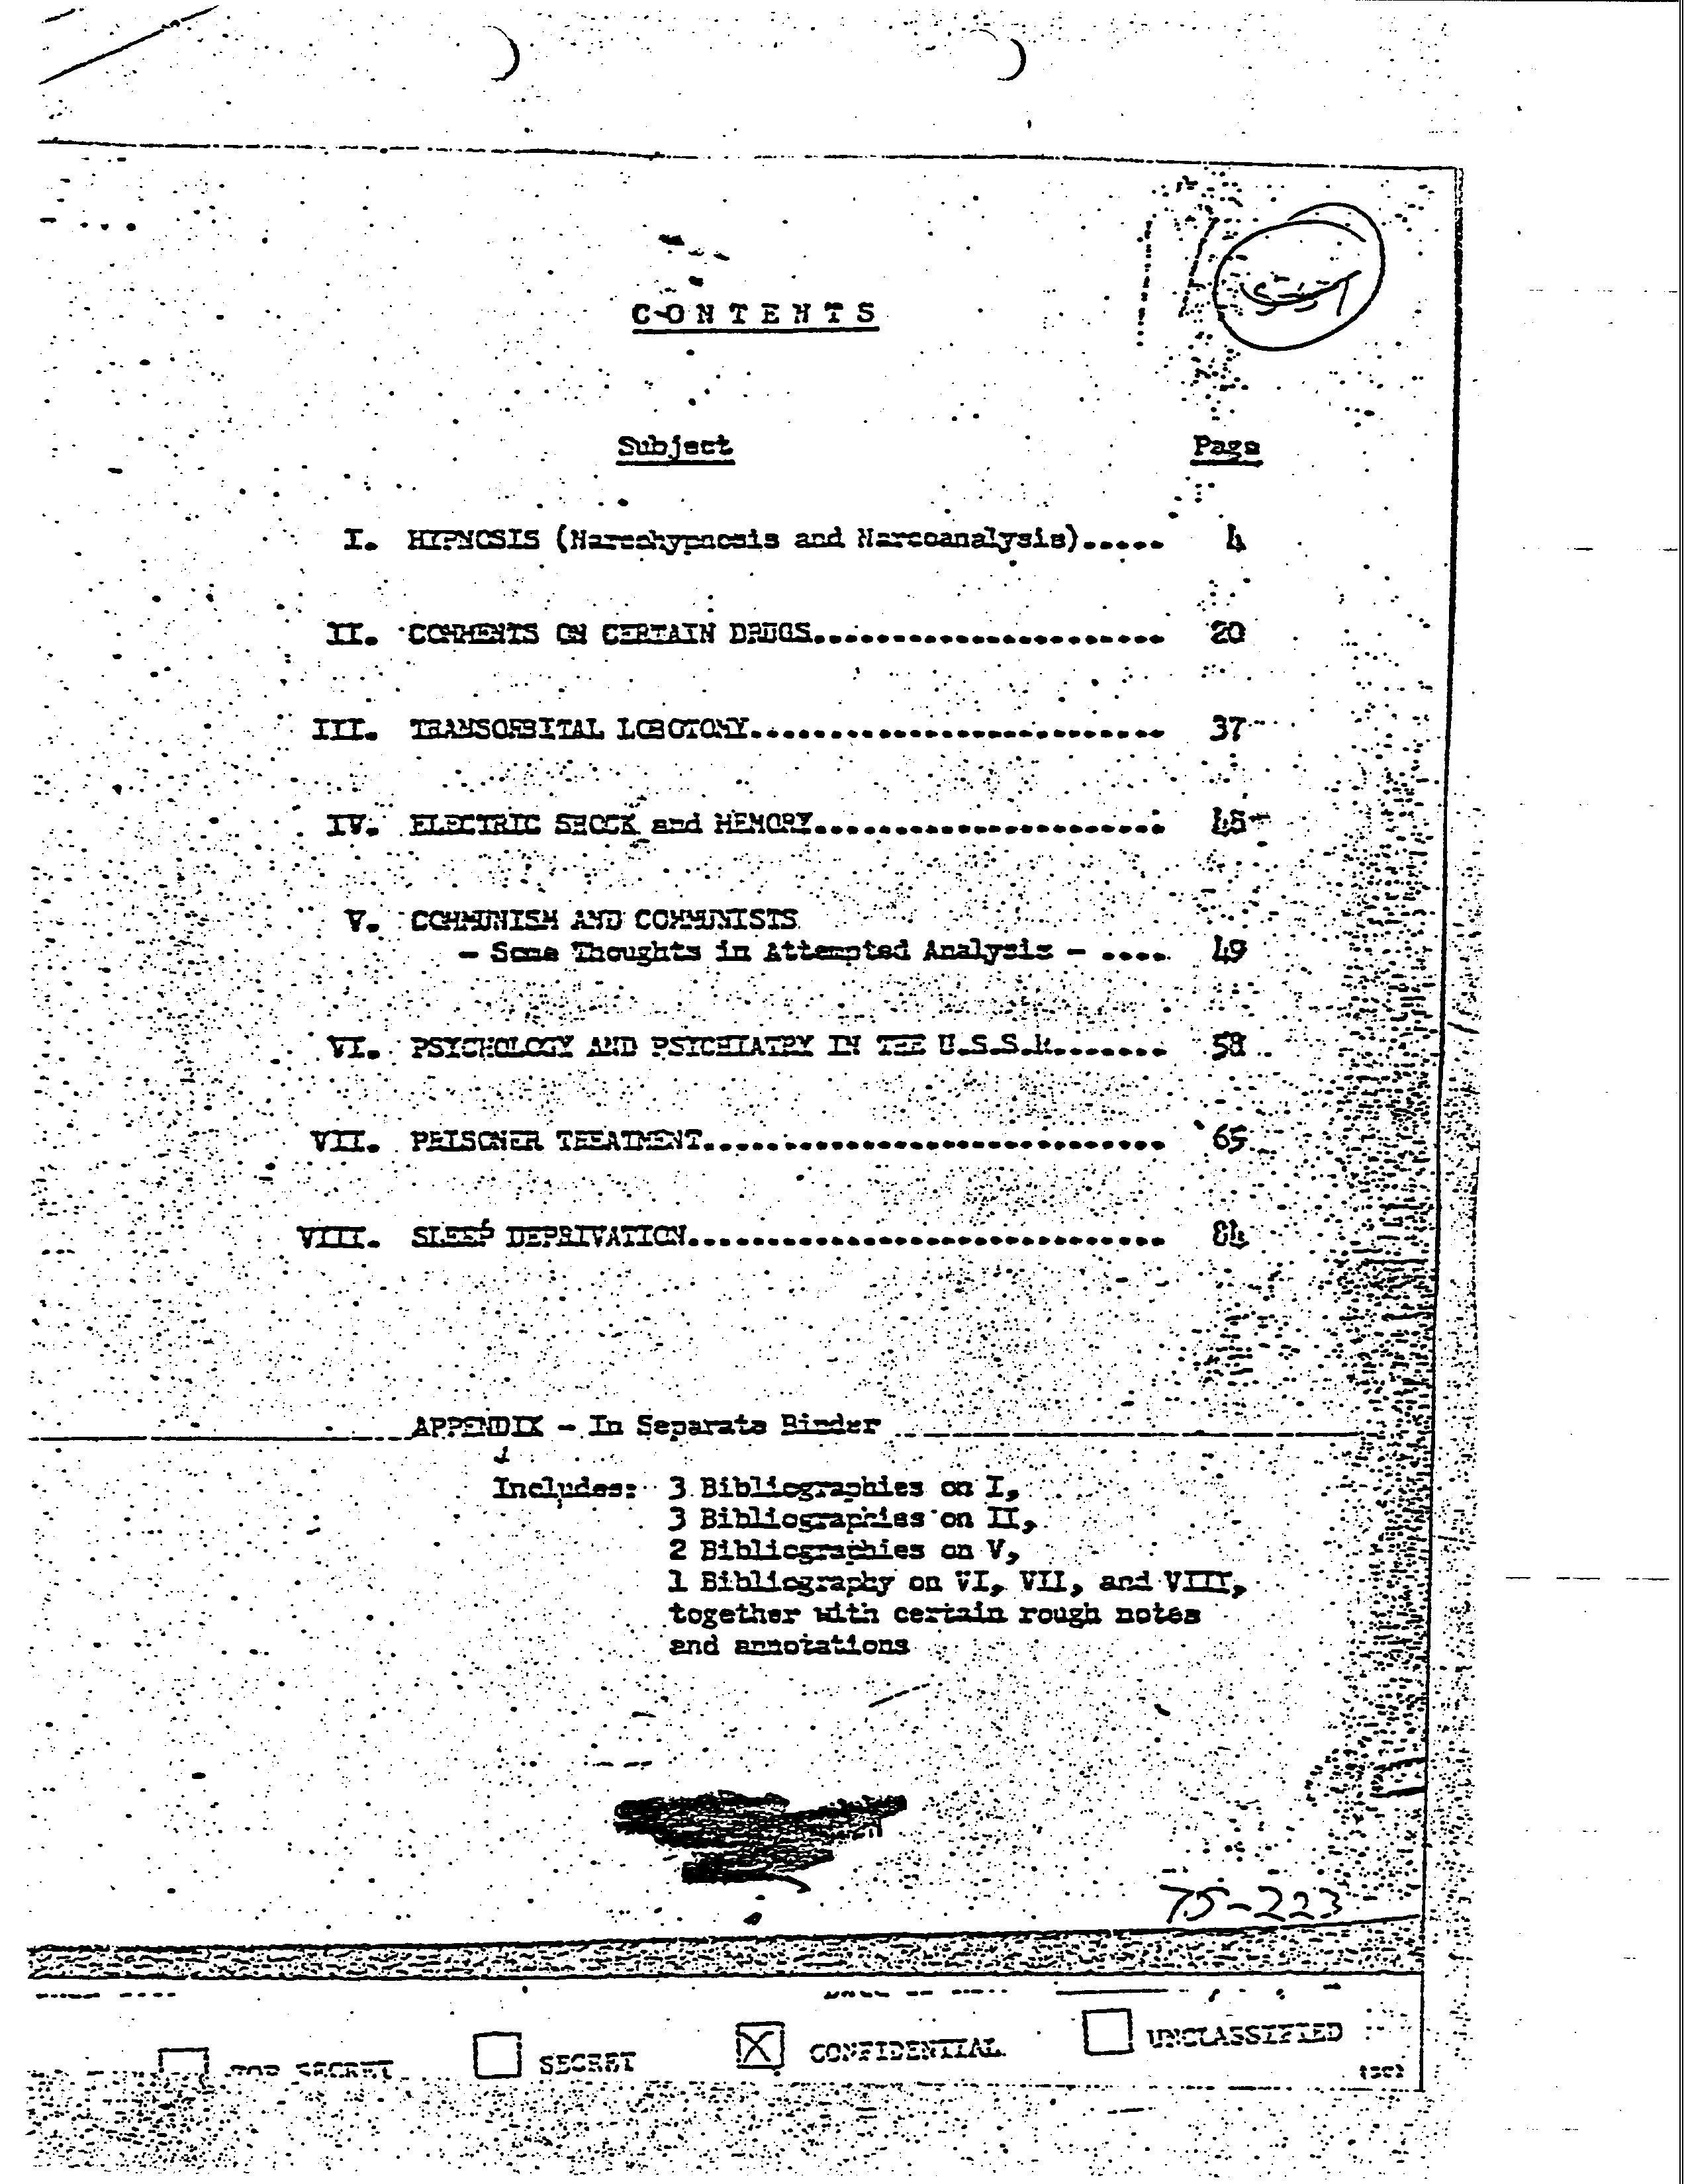 CONTENTS
Subject Page
I. HYPNOSIS (Narcohypnosis and Narcoanalysis)..... 4
II. COMMENTS ON CERTAIN DRUGS....................... 20
III. TRANSORBITAL LOBOTOMY........................... 37
IV. ELECTRIC SHOCK and MEMORY.......................
V. COMMUNISM AND COMMUNISTS
- Some Thoughts in Attempted Analysis - .... 49
VI. PSYCHOLOGY AND PSYCHIATRY IN THE U.S.S.R....... 58
VII. PRISONER TREATMENT.............................. 65
VIII. SLEEP DEPRIVATION............................... 84
APPENDIX - In Separate Binder
Includes: 3 Bibliographies on I,
3 Bibliographies on II,
2 Bibliographies on V,
1 Bibliography on VI, VII, and VIII,
together with certain rough notes
and annotations
75-223
TOP SECRET SECRET X CONFIDENTIAL UNCLASSIFIED